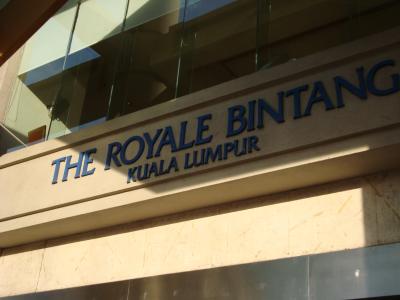 THE ROYALE BINTANG
KUALA LUMPUR